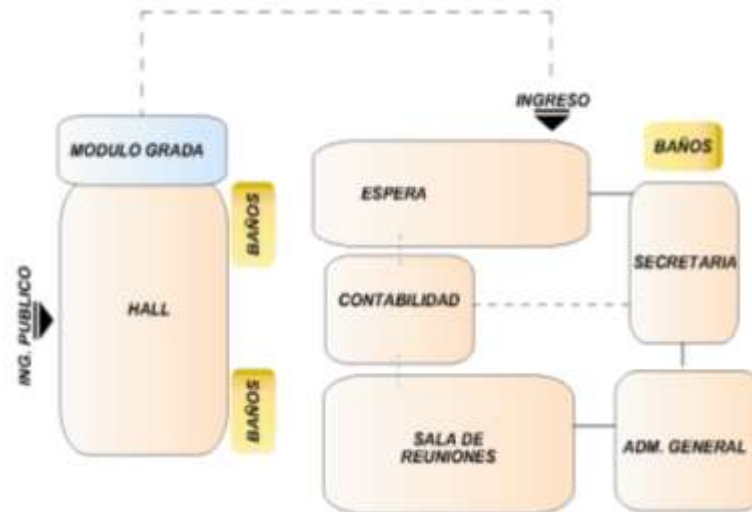 INGRESO
MODULO GRADA
BAÑOS
ESPERA
BAÑOS
SECRETARIA
ING. PUBLICO
HALL
CONTABILIDAD
BAÑOS
SALA DE
REUNIONES
ADM. GENERAL